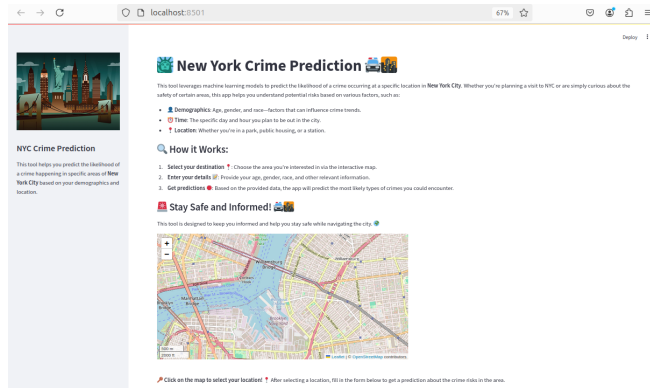 localhost:8501
67%
Deploy
New York Crime Prediction
This tool leverages machine learning models to predict the likelihood of a crime occurring at a specific location in New York City. Whether you're planning a visit to NYC or are simply curious about the
safety of certain areas, this app helps you understand potential risks based on various factors, such as:
Demographics: Age, gender, and race—factors that can influence crime trends.
Time: The specific day and hour you plan to be out in the city.
Location: Whether you're in a park, public housing, or a station.
NYC Crime Prediction
This tool helps you predict the likelihood of
a crime happening in specific areas of New
York City based on your demographics and
location.
How it Works:
1. Select your destination : Choose the area you're interested in via the interactive map.
2. Enter your details : Provide your age, gender, race, and other relevant information.
3. Get predictions : Based on the provided data, the app will predict the most likely types of crimes you could encounter.
Stay Safe and Informed!
This tool is designed to keep you informed and help you stay safe while navigating the city.
+
−
Williamsburg
Bridge
Manhattan
Bridge
Brooklyn
Leaflet | © OpenStreetMap contributors
Click on the map to select your location! After selecting a location, fill in the form below to get a prediction about the crime risks in the area.